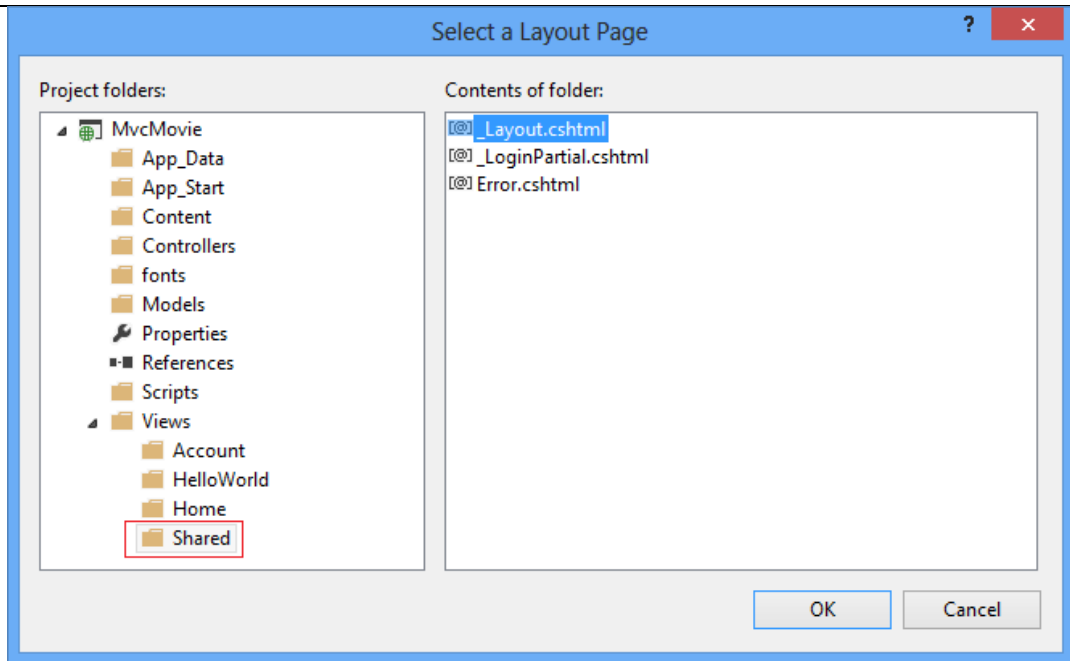 Select a Layout Page
?
×
Project folders:
Contents of folder:
MvcMovie
App_Data
App_Start
Content
Controllers
fonts
Models
Properties
References
Scripts
Views
Account
HelloWorld
Home
Shared
[@] _Layout.cshtml
[@] _LoginPartial.cshtml
[@] Error.cshtml
OK
Cancel